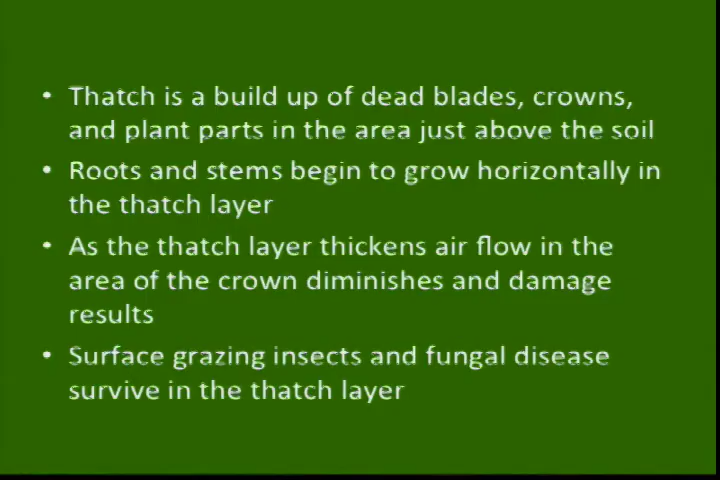 • Thatch is a build up of dead blades, crowns,
and plant parts in the area just above the soil
• Roots and stems begin to grow horizontally in
the thatch layer
• As the thatch layer thickens air flow in the
area of the crown diminishes and damage
results
• Surface grazing insects and fungal disease
survive in the thatch layer